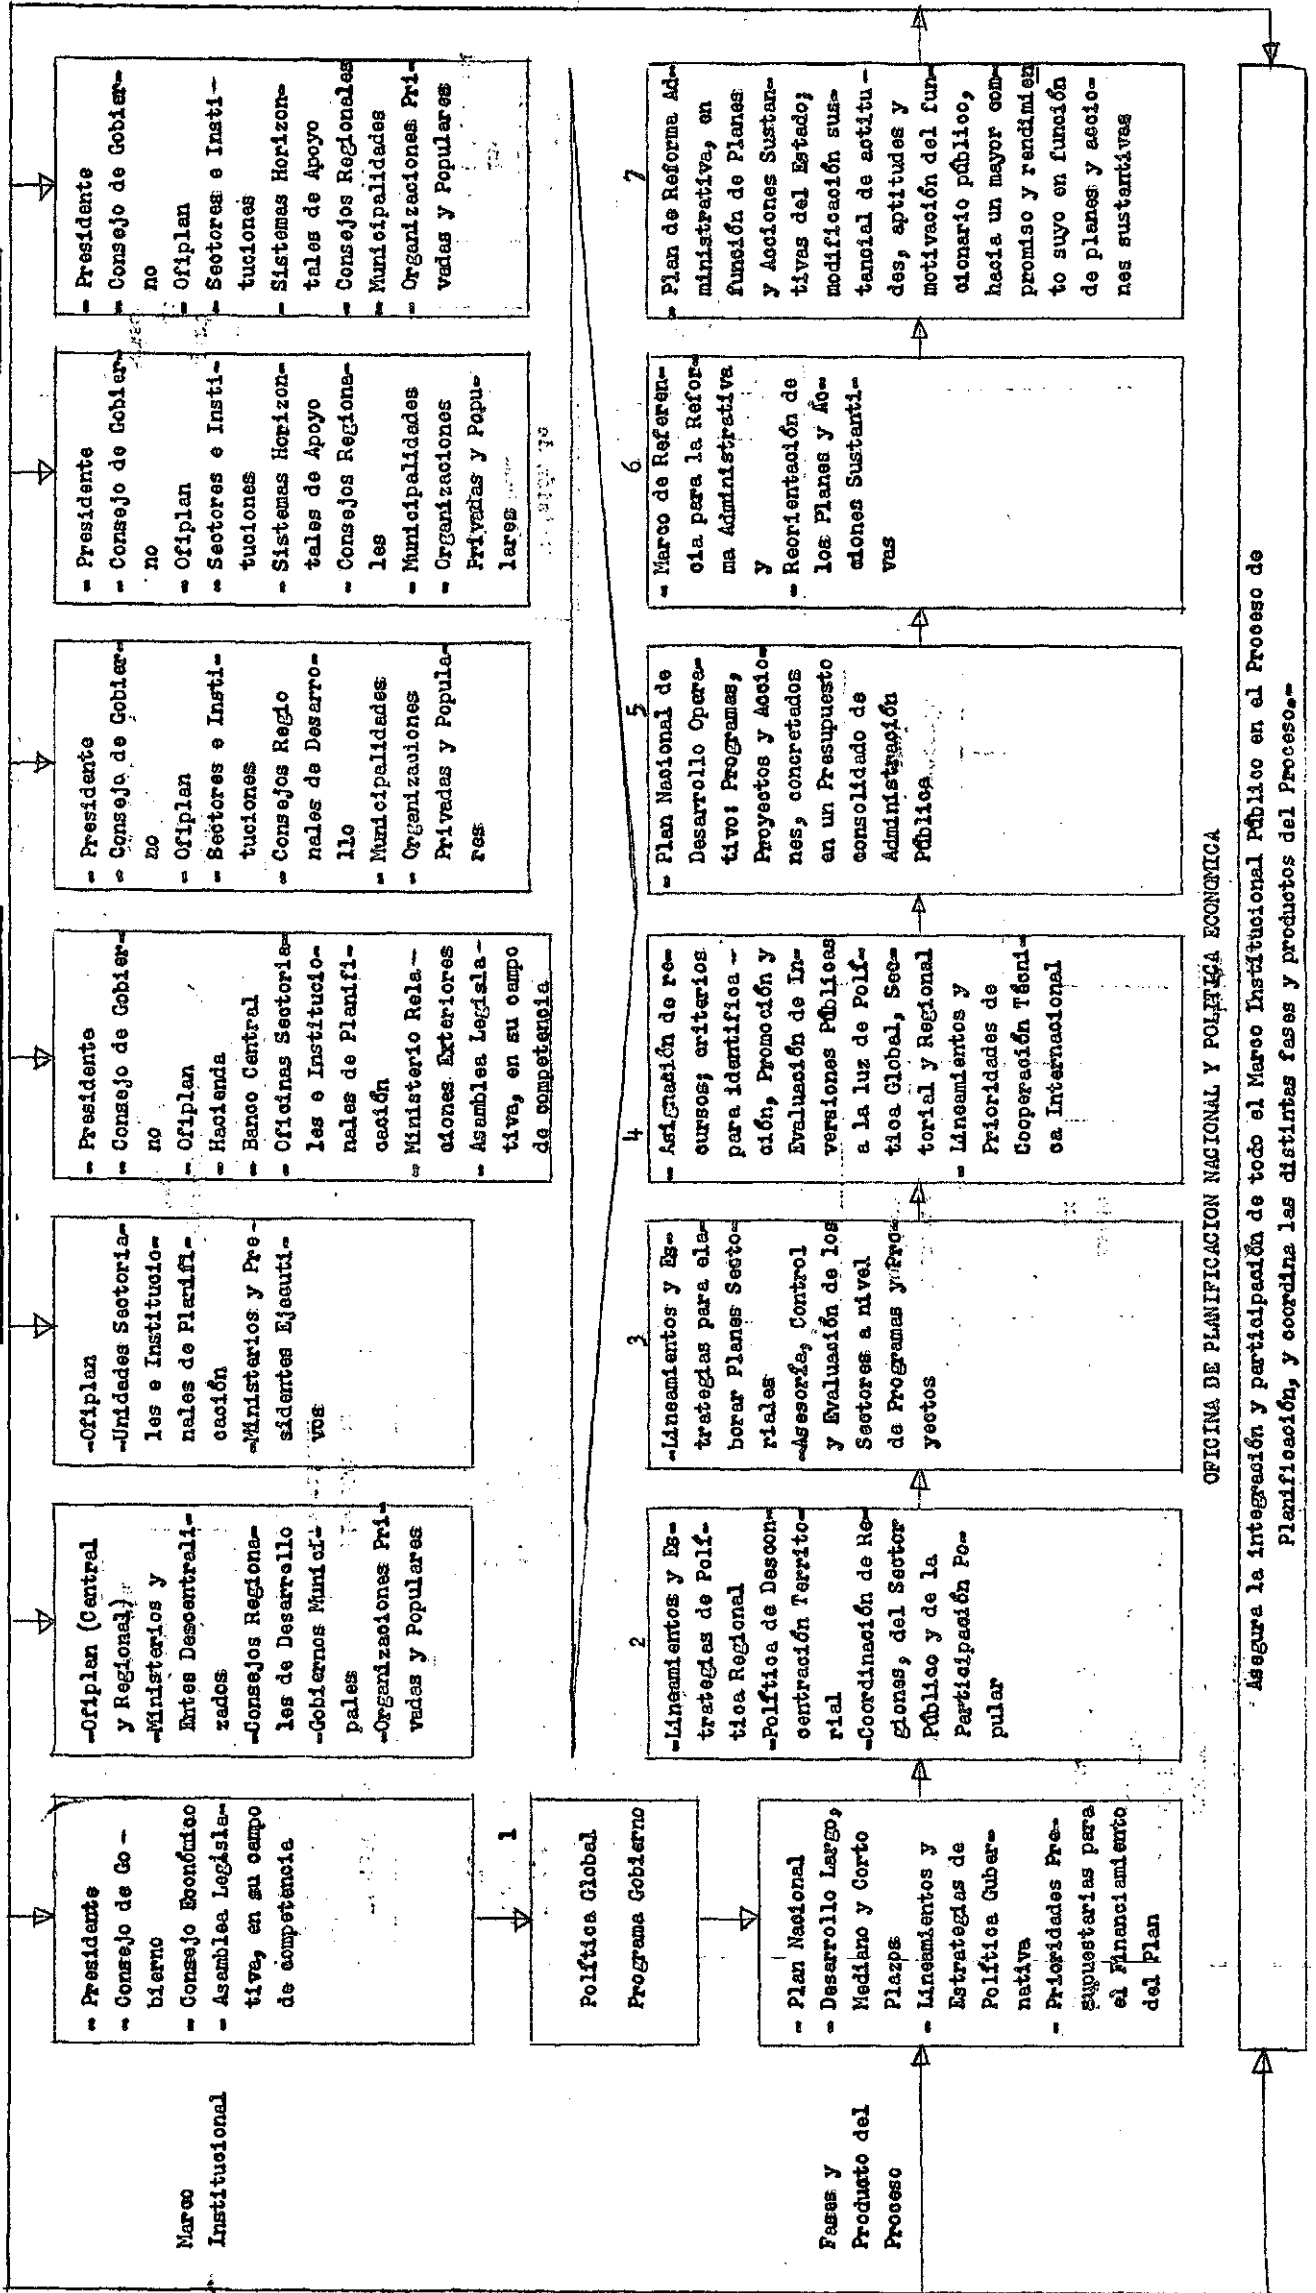 Marco
Institucional
- Presidente
- Consejo de Go -
bierno
- Consejo Económico
- Asamblea Legisla-
tiva, en su campo
de competencia
-Ofiplan (Central
y Regional)
-Ministerios y
Entes Descentrali-
zados
-Consejos Regiona-
les de Desarrollo
-Gobiernos Munici-
pales
-Organizaciones Pri-
vadas y Populares
-Ofiplan
-Unidades Sectoria-
les e Institucio-
nales de Planifi-
cación
-Ministerios y Pre-
sidentes Ejecuti-
vos
- Presidente
- Consejo de Gobier-
no
- Ofiplan
- Hacienda
- Banco Central
- Oficinas Sectoria-
les e Institucio-
nales de Planifi-
cación
- Ministerio Rela -
ciones Exteriores
- Asamblea Legisla-
tiva, en su campo
de competencia
- Presidente
- Consejo de Gobier-
no
- Ofiplan
- Sectores e Insti-
tuciones
- Consejos Regio
nales de Desarro-
llo
- Municipalidades
- Organizaciones
Privadas y Popula-
res
- Presidente
- Consejo de Gobier-
no
- Ofiplan
- Sectores e Insti-
tuciones
- Sistemas Horizon-
tales de Apoyo
- Consejos Regiona-
les
- Municipalidades
- Organizaciones
Privadas y Popu-
lares
- Presidente
- Consejo de Gobier-
no
- Ofiplan
- Sectores e Insti-
tuciones
- Sistemas Horizon-
tales de Apoyo
- Consejos Regionales
- Municipalidades
- Organizaciones Pri-
vadas y Populares
1
Política Global
Programa Gobierno
Fases y
Producto del
Proceso
- Plan Nacional
- Desarrollo Largo,
Mediano y Corto
Plazos
- Lineamientos y
Estrategias de
Política Guber-
nativa
- Prioridades Pre-
supuestarias para
el Financiamiento
del Plan
2
-Lineamientos y Es-
trategias de Polí-
tica Regional
-Política de Descon-
centración Territo-
rial
-Coordinación de Re-
giones, del Sector
Público y de la
Participación Po-
pular
3
-Lineamientos y Es-
trategias para ela-
borar Planes Secto-
riales
-Asesoría, Control
y Evaluación de los
Sectores a nivel
de Programas y Pro-
yectos
4
- Asignación de re-
cursos; criterios
para identifica -
ción, Promoción y
Evaluación de In-
versiones Públicas
a la luz de Polí-
tica Global, Sec-
torial y Regional
- Lineamientos y
Prioridades de
Cooperación Técni-
ca Internacional
5
- Plan Nacional de
Desarrollo Opera-
tivo: Programas,
Proyectos y Accio-
nes, concretados
en un Presupuesto
consolidado de
Administración
Pública
6
- Marco de Referen-
cia para la Refor-
ma Administrativa
y
- Reorientación de
los Planes y Ac-
ciones Sustanti-
vas
7
- Plan de Reforma Ad-
ministrativa, en
función de Planes
y Acciones Sustan-
tivas del Estado;
modificación sus-
tancial de actitu-
des, aptitudes y
motivación del fun-
cionario público,
hacia un mayor com-
promiso y rendimien
to suyo en función
de planes y accio-
nes sustantivas
OFICINA DE PLANIFICACION NACIONAL Y POLITICA ECONOMICA
Asegura la integración y participación de todo el Marco Institucional Público en el Proceso de
Planificación, y coordina las distintas fases y productos del Proceso.-